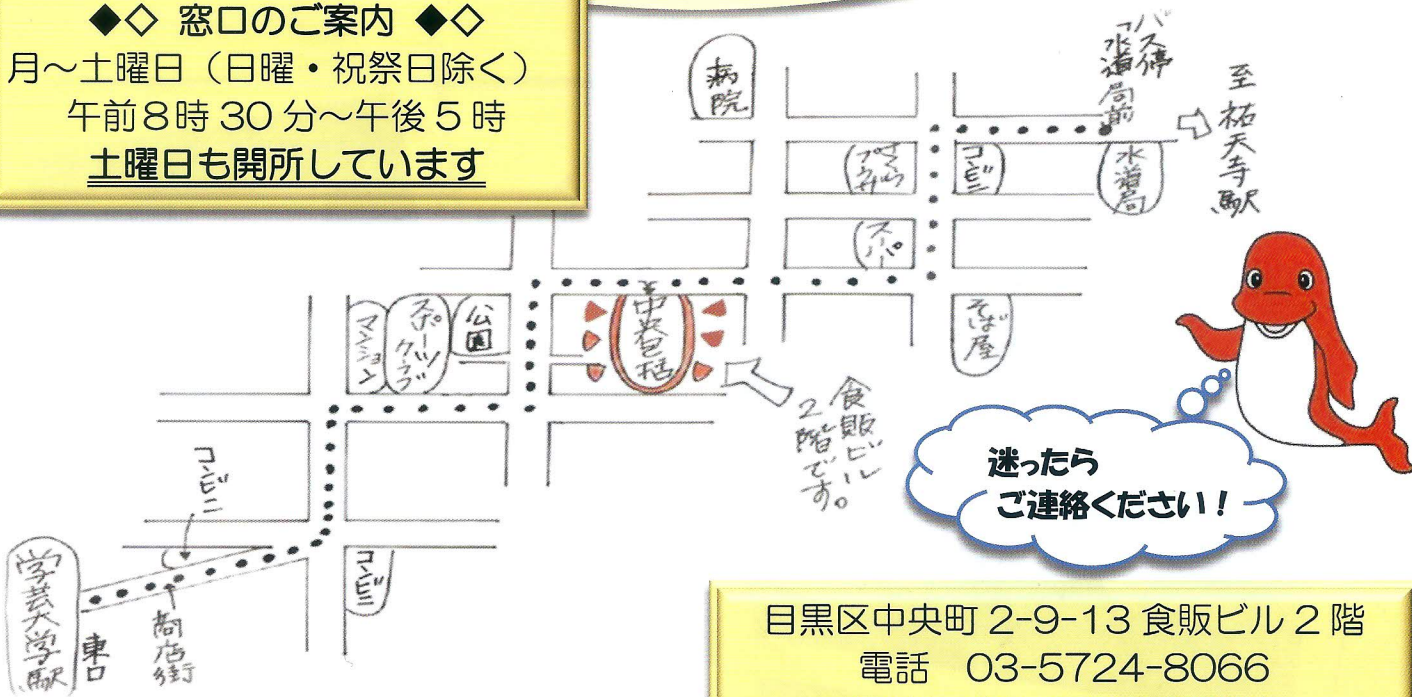 ◆◇ 窓口のご案内 ◆◇
月～土曜日（日曜・祝祭日除く）
午前8時30分～午後5時
土曜日も開所しています
病院
バス停
「水道局前」
至 祐天寺駅
さくら
プラザ
コンビニ
水道局
スーパー
そば屋
マンション
スポーツ
クラブ
公園
中央包括
食販ビル
2階です。
コンビニ
コンビニ
学芸大学駅
東口
商店街
迷ったら
ご連絡ください！
目黒区中央町 2-9-13 食販ビル 2 階
電話 03-5724-8066